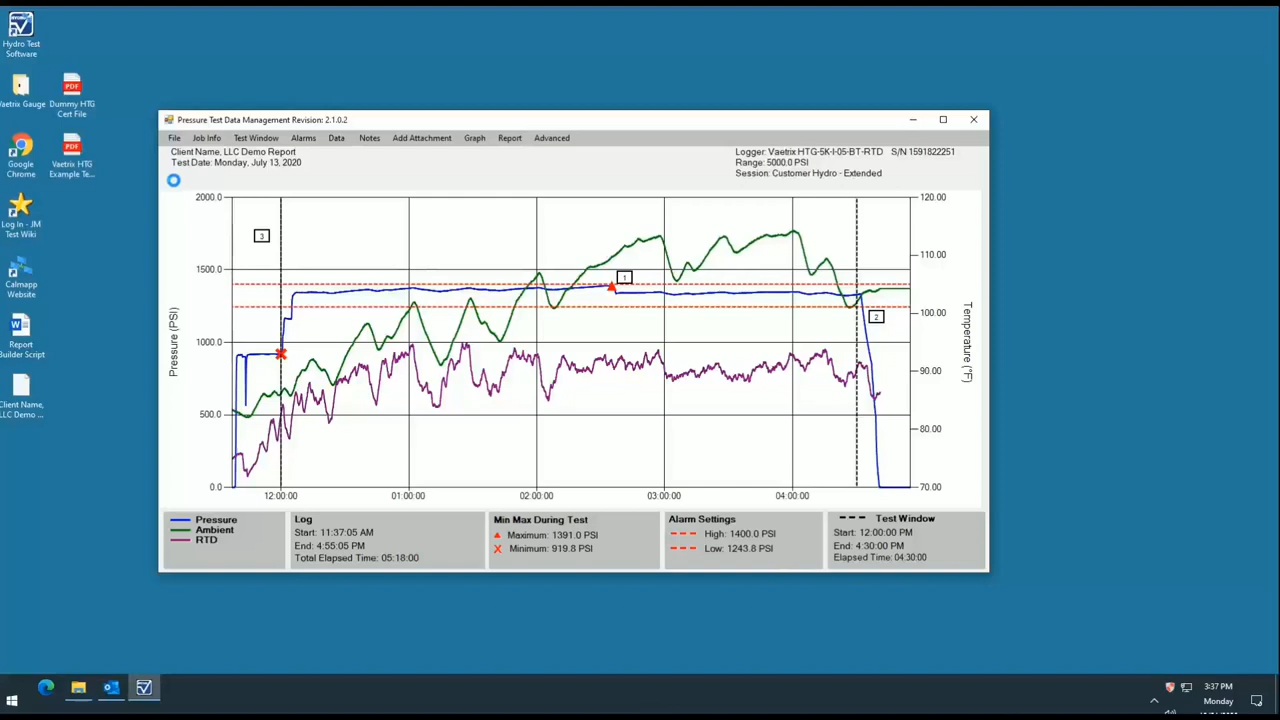 Hydro Test
Software
Vaetrix Gauge
Dummy HTG
Cert File
Google
Chrome
Vaetrix HTG
Example Te...
Log In - JM
Test Wiki
Calmapp
Website
Report
Builder Script
Client Name,
LLC Demo ...
Pressure Test Data Management Revision: 2.1.0.2
File Job Info Test Window Alarms Data Notes Add Attachment Graph Report Advanced
Client Name, LLC Demo Report
Test Date: Monday, July 13, 2020
Logger: Vaetrix HTG-5K-I-05-BT-RTD S/N 1591822251
Range: 5000.0 PSI
Session: Customer Hydro - Extended
2000.0
1500.0
1000.0
500.0
0.0
Pressure (PSI)
120.00
110.00
100.00
90.00
80.00
70.00
Temperature (°F)
3
1
2
12:00:00 01:00:00 02:00:00 03:00:00 04:00:00
Pressure
Ambient
RTD
Log
Start: 11:37:05 AM
End: 4:55:05 PM
Total Elapsed Time: 05:18:00
Min Max During Test
Maximum: 1391.0 PSI
Minimum: 919.8 PSI
Alarm Settings
High: 1400.0 PSI
Low: 1243.8 PSI
Test Window
Start: 12:00:00 PM
End: 4:30:00 PM
Elapsed Time: 04:30:00
3:37 PM
Monday